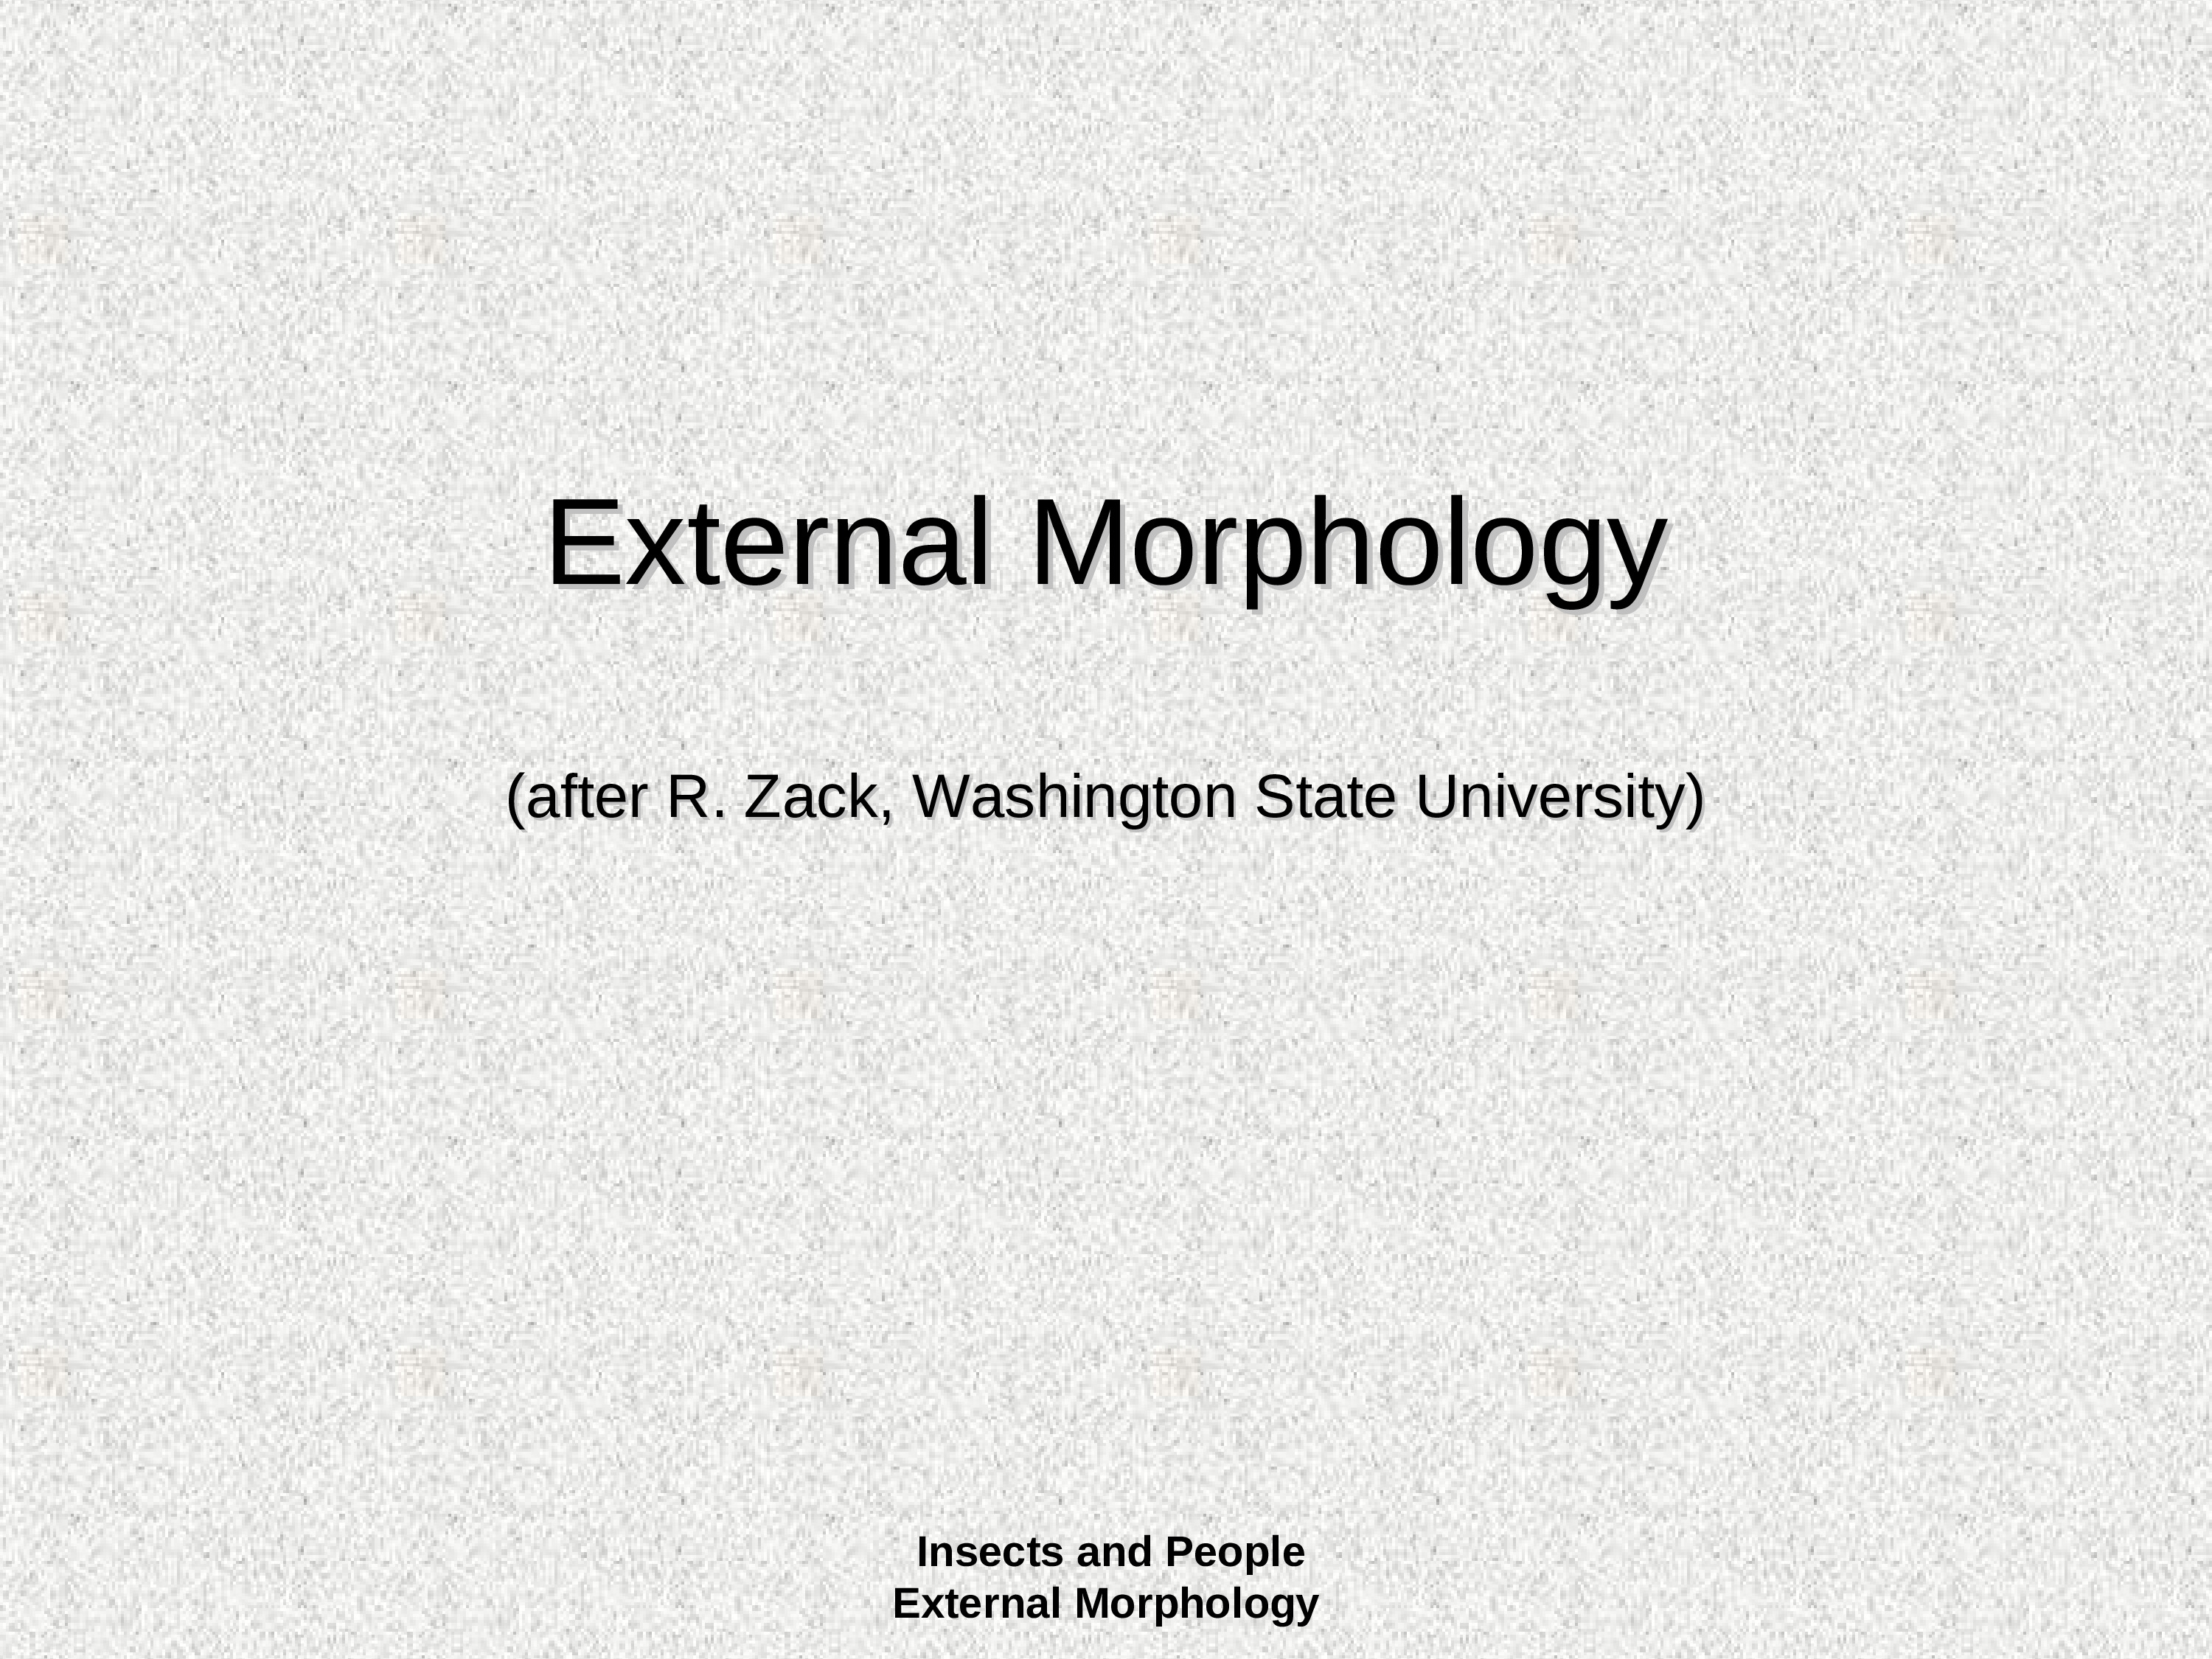 External Morphology
(after R. Zack, Washington State University)
Insects and People
External Morphology